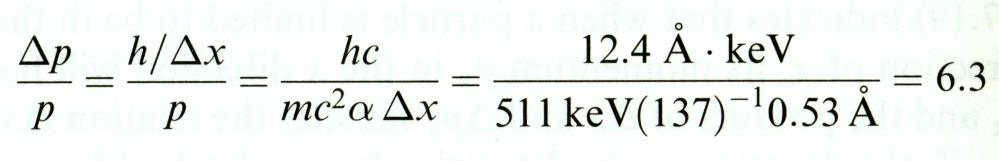 Δp/p = (h/Δx)/p = hc/(mc²α Δx) = (12.4 Å · keV)/(511 keV(137)⁻¹0.53 Å) = 6.3